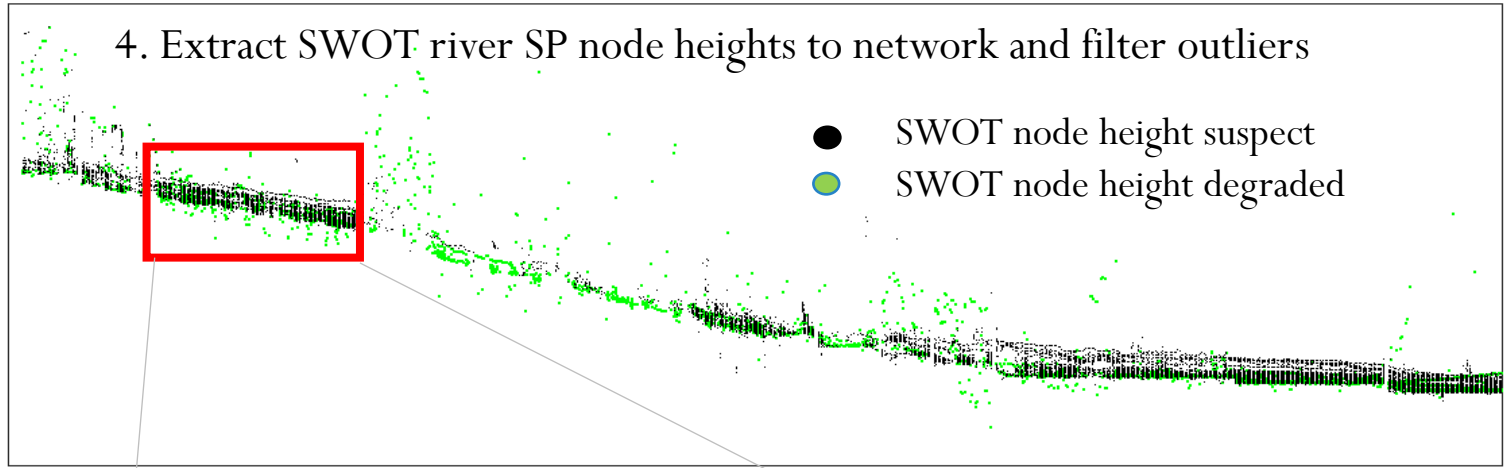 4. Extract SWOT river SP node heights to network and filter outliers
SWOT node height suspect
SWOT node height degraded